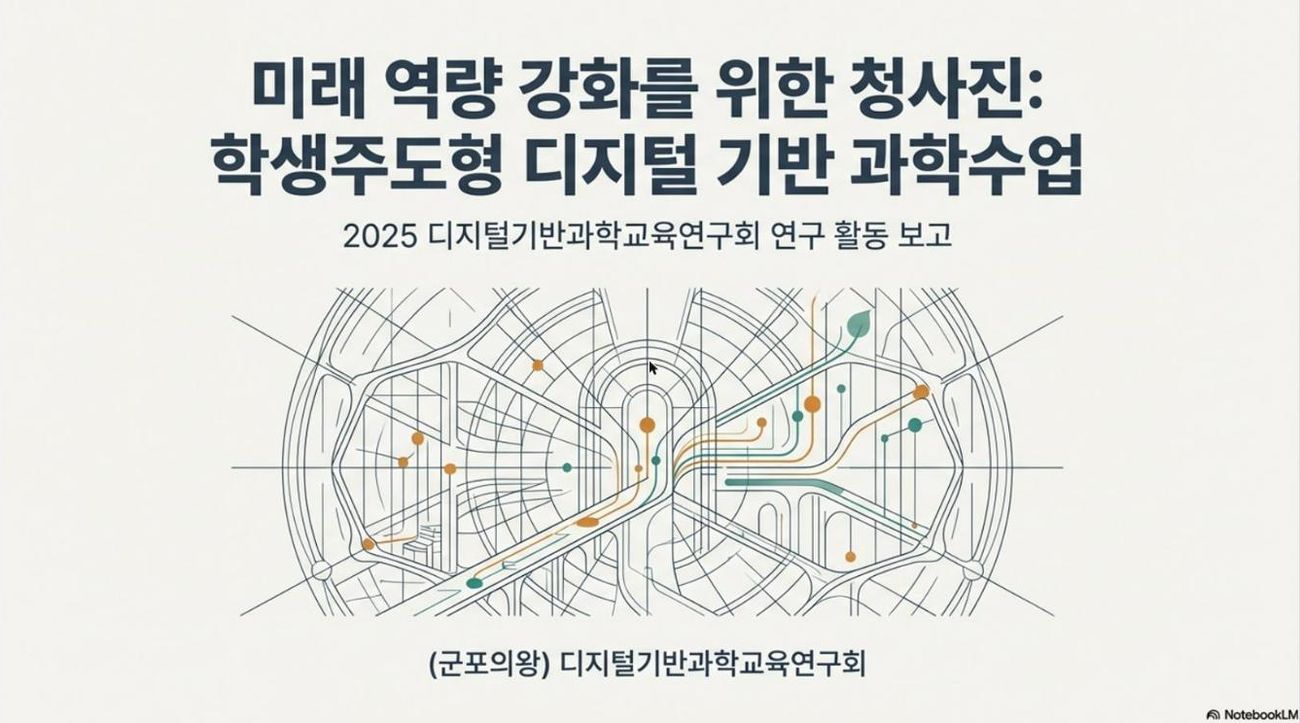 미래 역량 강화를 위한 청사진:
학생주도형 디지털 기반 과학수업
2025 디지털기반과학교육연구회 연구 활동 보고
(군포의왕) 디지털기반과학교육연구회
NotebookLM